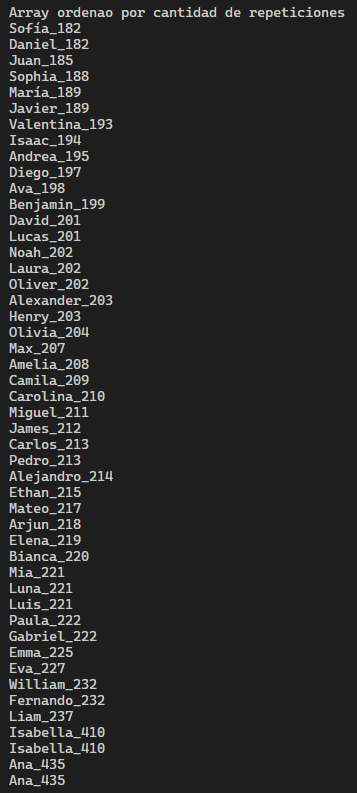 Array ordenao por cantidad de repeticiones
Sofía_182
Daniel_182
Juan_185
Sophia_188
María_189
Javier_189
Valentina_193
Isaac_194
Andrea_195
Diego_197
Ava_198
Benjamin_199
David_201
Lucas_201
Noah_202
Laura_202
Oliver_202
Alexander_203
Henry_203
Olivia_204
Max_207
Amelia_208
Camila_209
Carolina_210
Miguel_211
James_212
Carlos_213
Pedro_213
Alejandro_214
Ethan_215
Mateo_217
Arjun_218
Elena_219
Bianca_220
Mia_221
Luna_221
Luis_221
Paula_222
Gabriel_222
Emma_225
Eva_227
William_232
Fernando_232
Liam_237
Isabella_410
Isabella_410
Ana_435
Ana_435